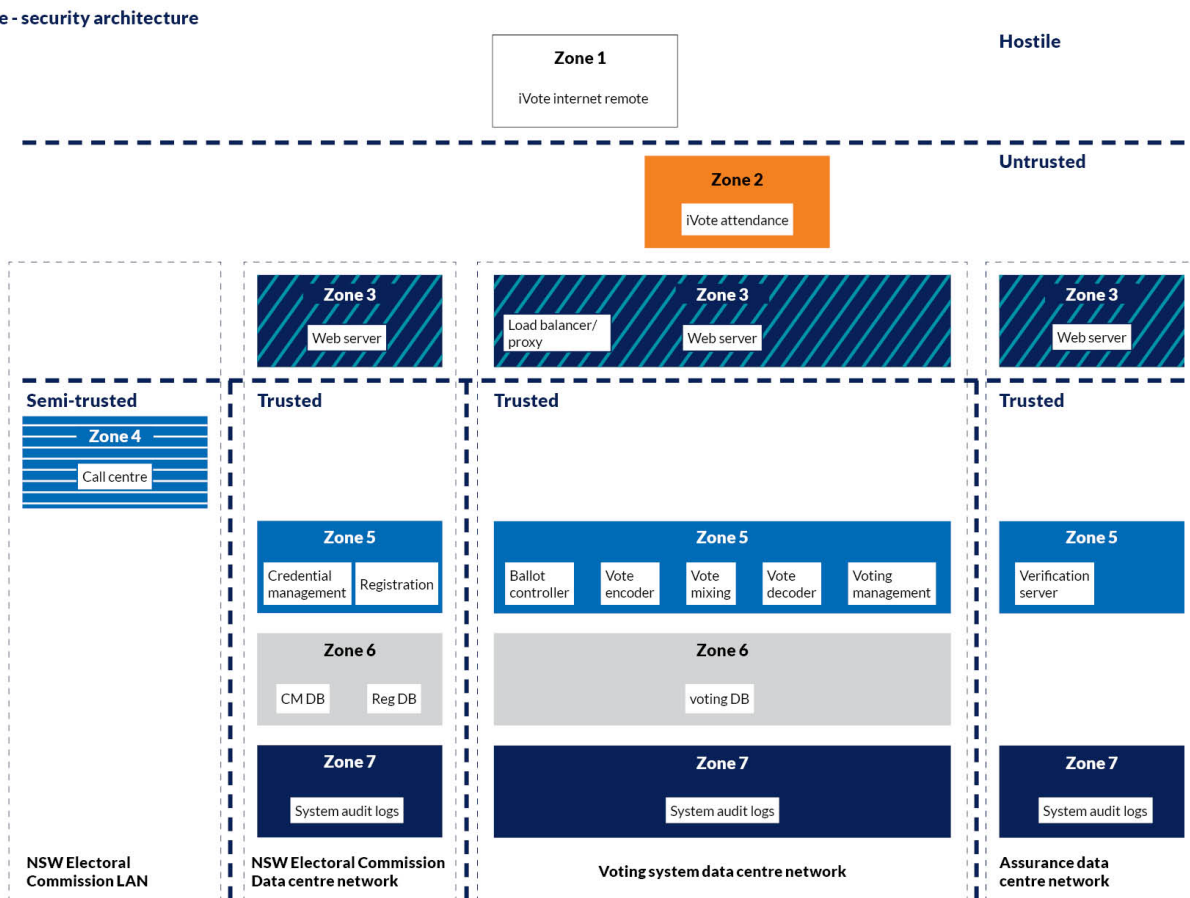 e - security architecture
Hostile
Zone 1
iVote internet remote
Untrusted
Zone 2
iVote attendance
Zone 3
Web server
Zone 3
Load balancer/
proxy
Web server
Zone 3
Web server
Semi-trusted
Trusted
Trusted
Trusted
Zone 4
Call centre
Zone 5
Credential
management
Registration
Zone 5
Ballot
controller
Vote
encoder
Vote
mixing
Vote
decoder
Voting
management
Zone 5
Verification
server
Zone 6
CM DB
Reg DB
Zone 6
voting DB
Zone 7
System audit logs
Zone 7
System audit logs
Zone 7
System audit logs
NSW Electoral
Commission LAN
NSW Electoral Commission
Data centre network
Voting system data centre network
Assurance data
centre network